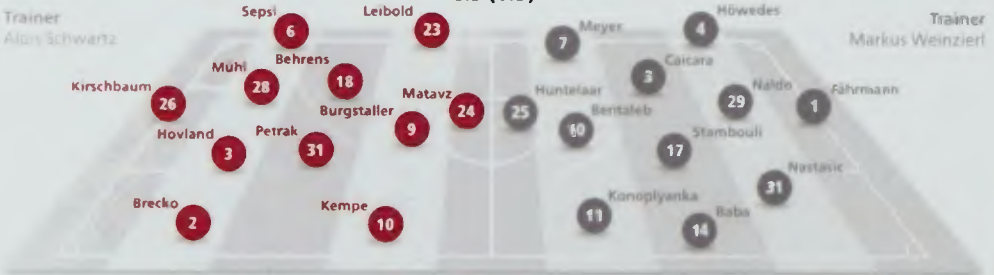 Trainer
Alois Schwartz
Sepsi
6
Leibold
23
Meyer
7
Höwedes
4
Trainer
Markus Weinzierl
Kirschbaum
26
Mühl
28
Behrens
18
Burgstaller
9
Matavz
24
Huntelaar
25
Bentaleb
10
Caicara
3
Naldo
29
Fährmann
1
Hovland
3
Petrak
31
Stambouli
17
Nastasic
31
Brecko
2
Kempe
10
Konoplyanka
11
Baba
14